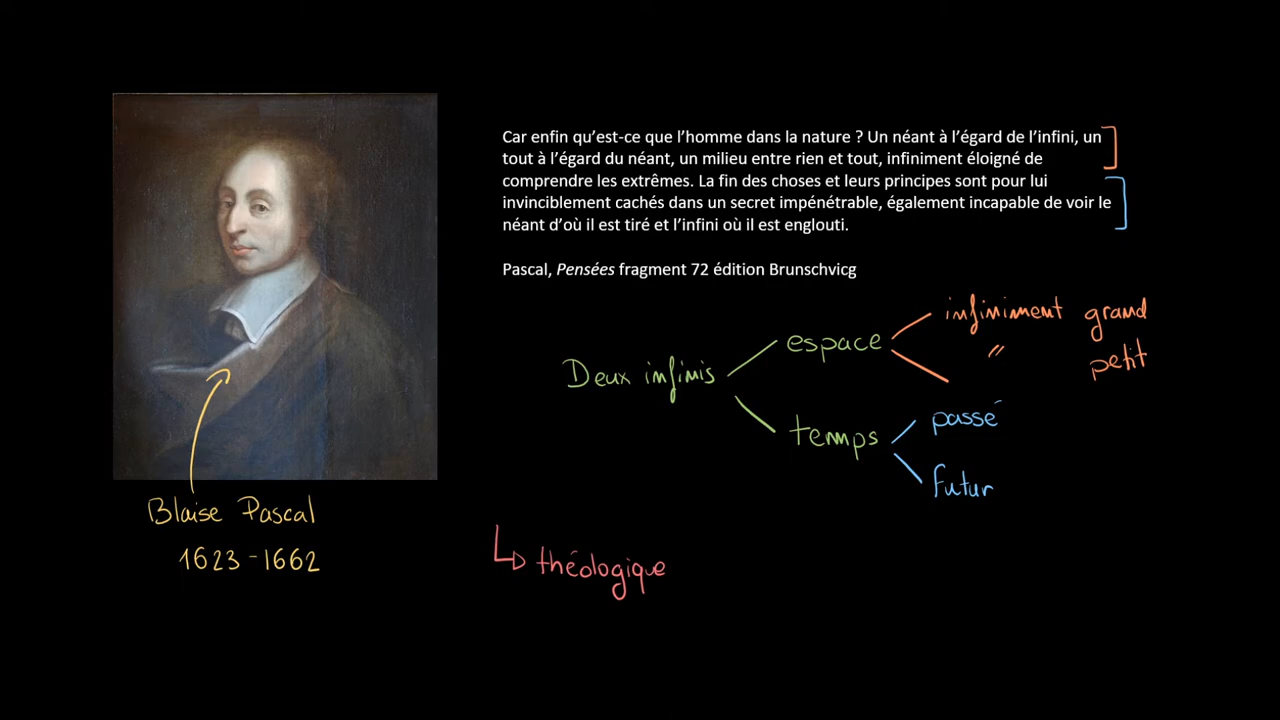 Car enfin qu’est-ce que l’homme dans la nature ? Un néant à l’égard de l’infini, un
tout à l’égard du néant, un milieu entre rien et tout, infiniment éloigné de
comprendre les extrêmes. La fin des choses et leurs principes sont pour lui
invinciblement cachés dans un secret impénétrable, également incapable de voir le
néant d’où il est tiré et l’infini où il est englouti.
Pascal, Pensées fragment 72 édition Brunschvicg
Deux infinis
espace
infiniment grand
〃 petit
temps
passé
futur
Blaise Pascal
1623-1662
théologique